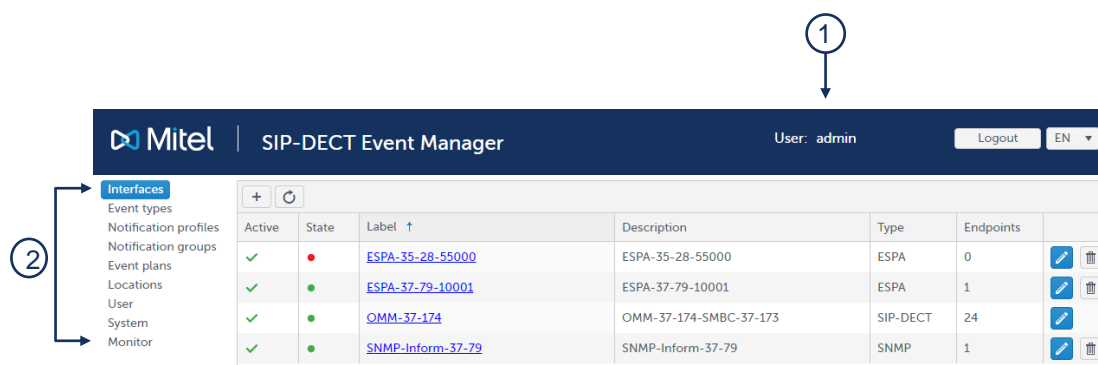 1
Mitel SIP-DECT Event Manager User: admin Logout EN
2
Interfaces
Event types
Notification profiles
Notification groups
Event plans
Locations
User
System
Monitor
Active State Label Description Type Endpoints
ESPA-35-28-55000 ESPA-35-28-55000 ESPA 0
ESPA-37-79-10001 ESPA-37-79-10001 ESPA 1
OMM-37-174 OMM-37-174-SMBC-37-173 SIP-DECT 24
SNMP-Inform-37-79 SNMP-Inform-37-79 SNMP 1